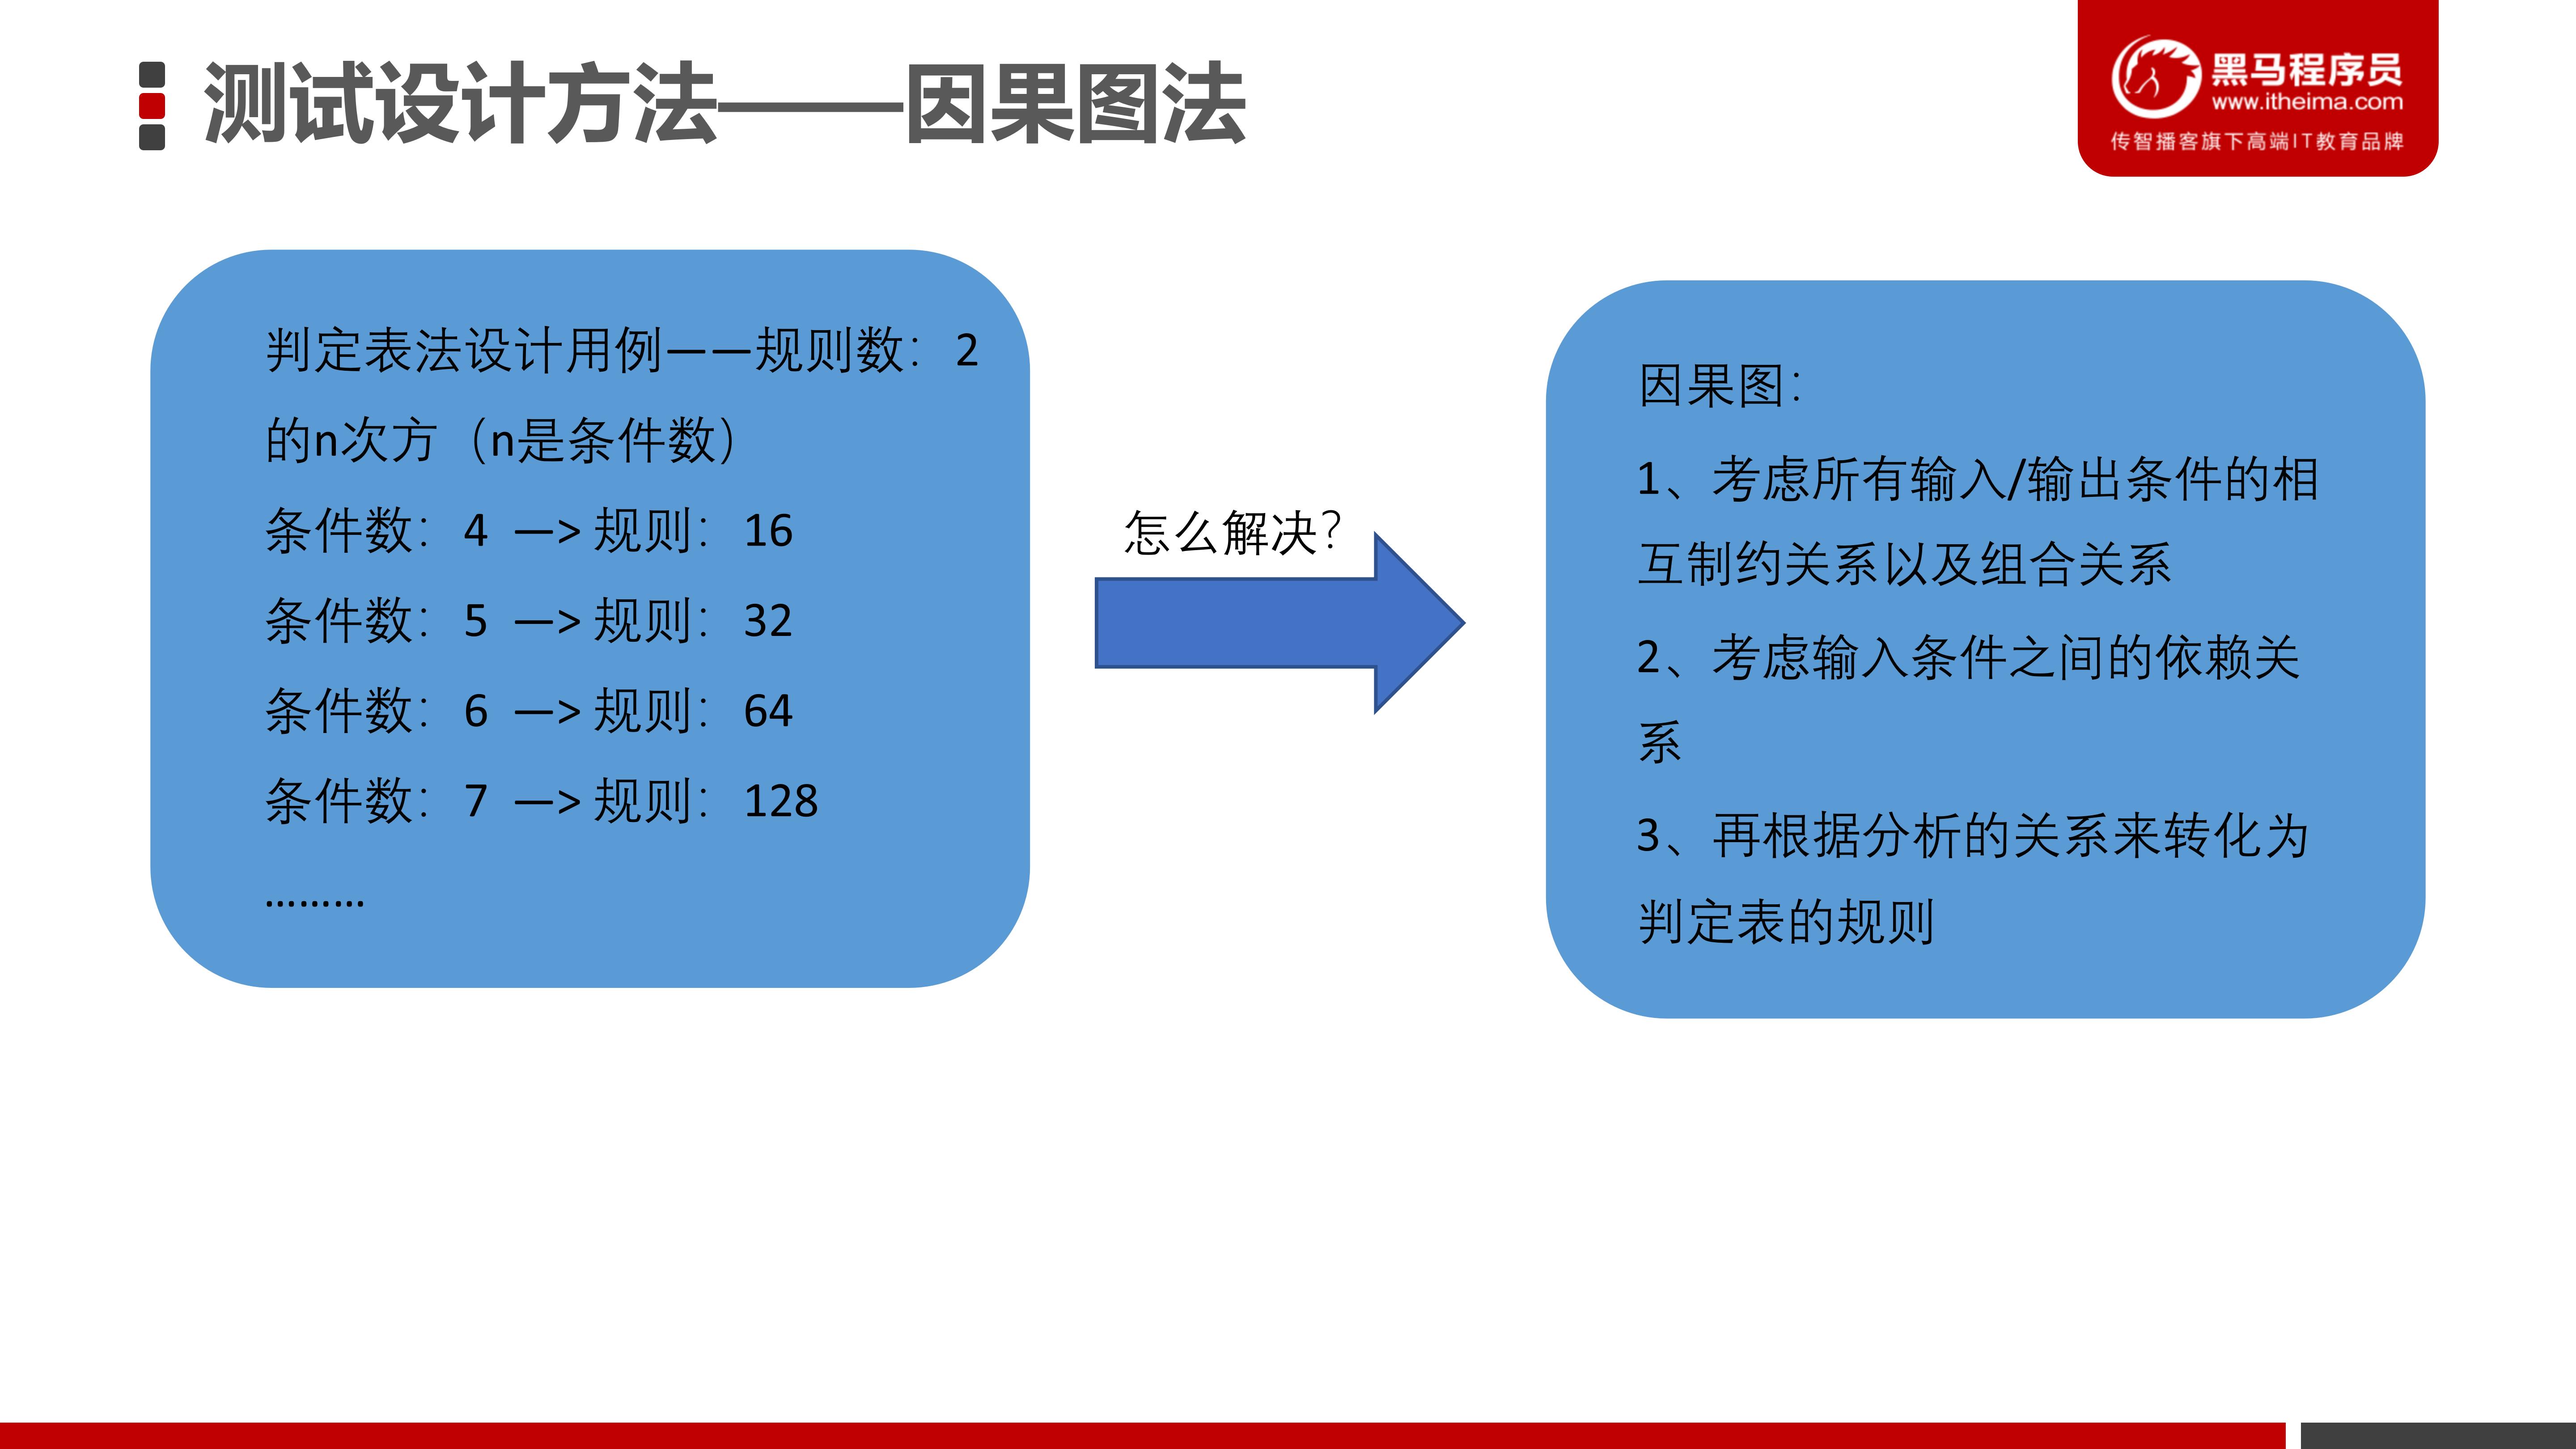 测试设计方法——因果图法
黑马程序员
www.itheima.com
传智播客旗下高端IT教育品牌
判定表法设计用例——规则数：2
的n次方（n是条件数）
条件数：4 —> 规则：16
条件数：5 —> 规则：32
条件数：6 —> 规则：64
条件数：7 —> 规则：128
………
怎么解决？
因果图：
1、考虑所有输入/输出条件的相
互制约关系以及组合关系
2、考虑输入条件之间的依赖关
系
3、再根据分析的关系来转化为
判定表的规则